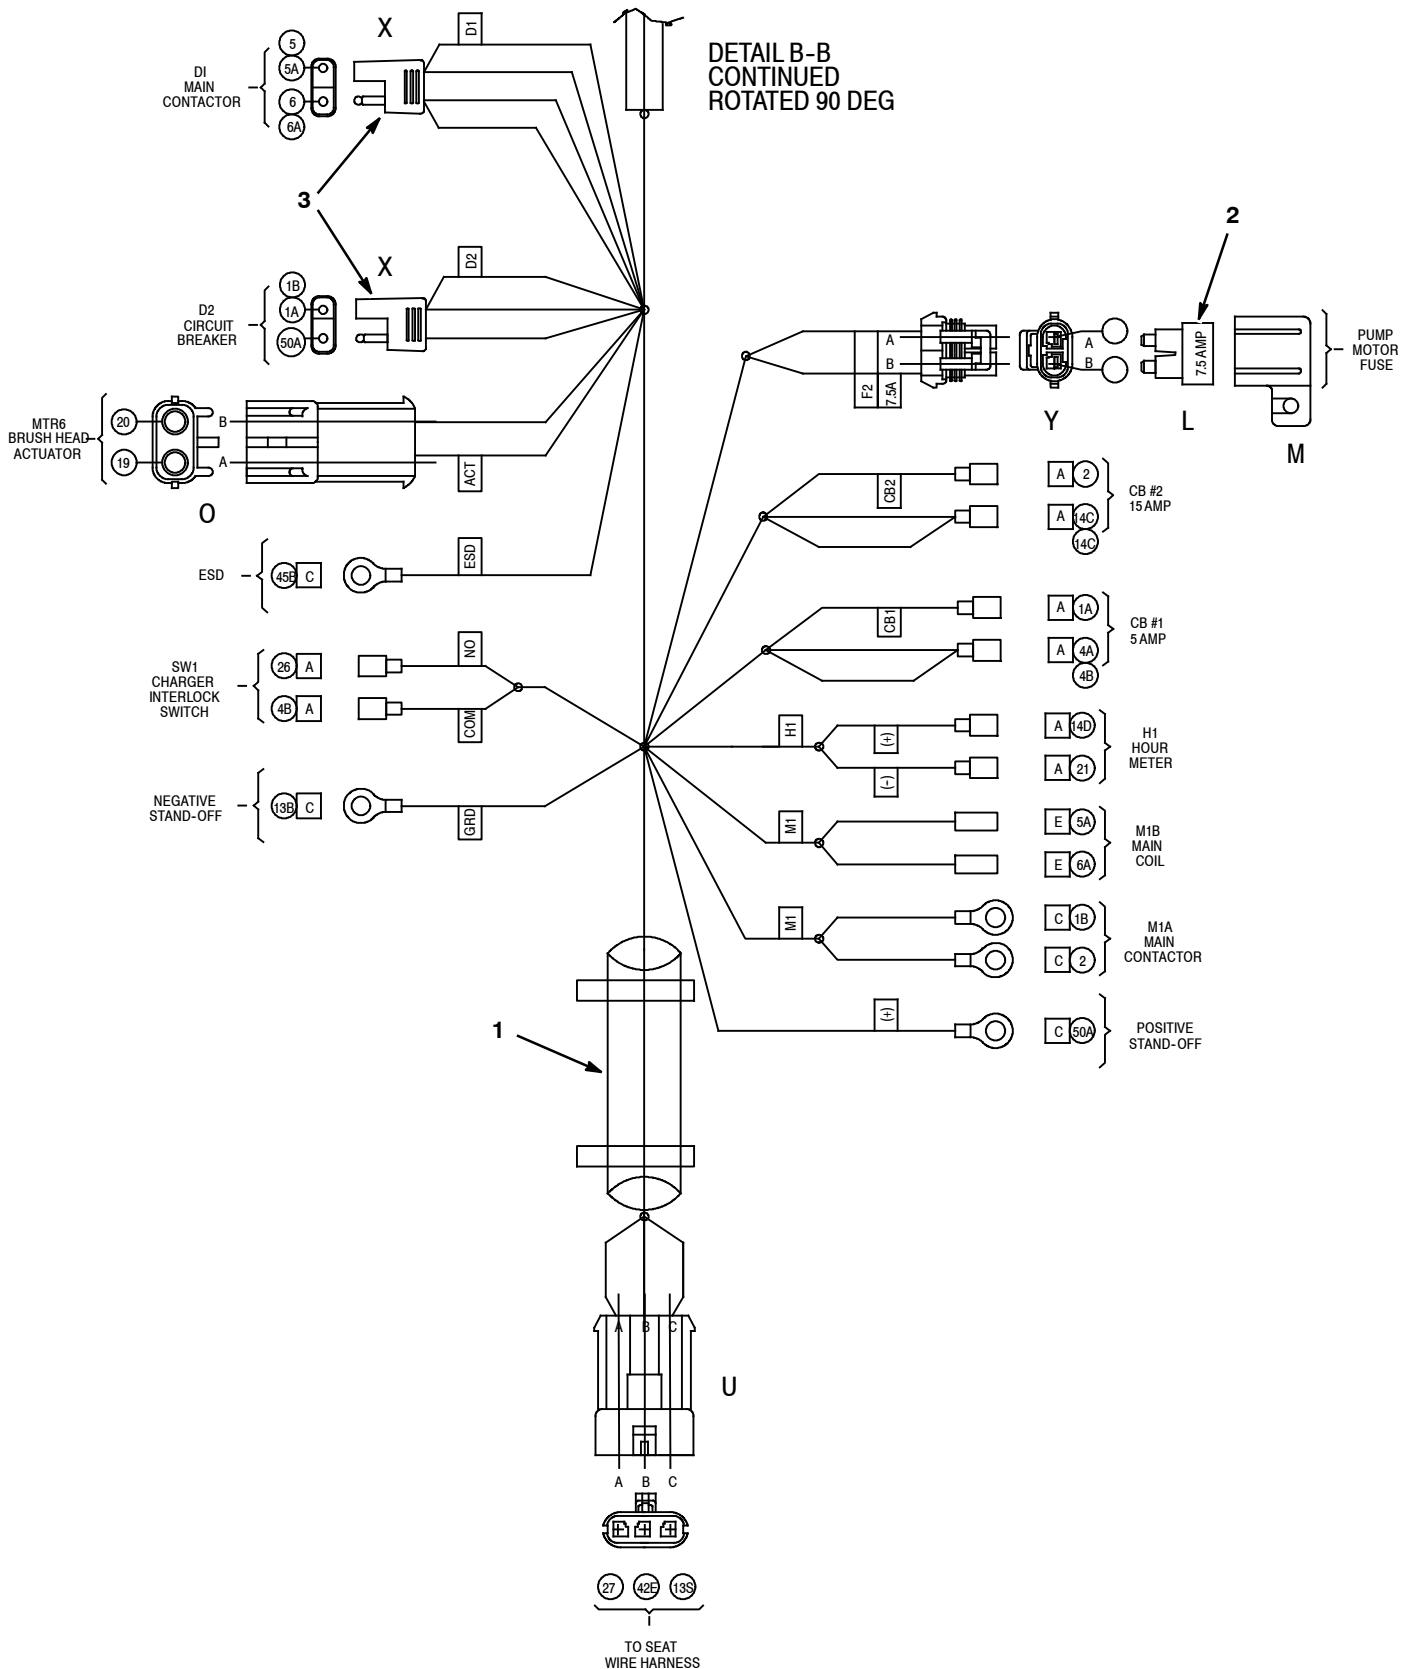 DETAIL B-B
CONTINUED
ROTATED 90 DEG
X
D1
5
5A
6
6A
DI
MAIN
CONTACTOR
3
X
D2
1B
1A
50A
D2
CIRCUIT
BREAKER
2
A
B
F2
7.5A
A
B
7.5 AMP
PUMP
MOTOR
FUSE
Y
L
M
MTR6
BRUSH HEAD
ACTUATOR
20
19
B
A
ACT
O
CB2
A 2
A 14C
14C
CB #2
15 AMP
ESD
45B C
ESD
CB1
A 1A
A 4A
4B
CB #1
5 AMP
SW1
CHARGER
INTERLOCK
SWITCH
26 A
4B A
NO
COM
H1
(+)
(-)
A 14D
A 21
H1
HOUR
METER
NEGATIVE
STAND-OFF
13B C
GRD
M1
E 5A
E 6A
M1B
MAIN
COIL
M1
C 1B
C 2
M1A
MAIN
CONTACTOR
1
(+)
C 50A
POSITIVE
STAND-OFF
A B C
U
A B C
27 42E 13S
TO SEAT
WIRE HARNESS